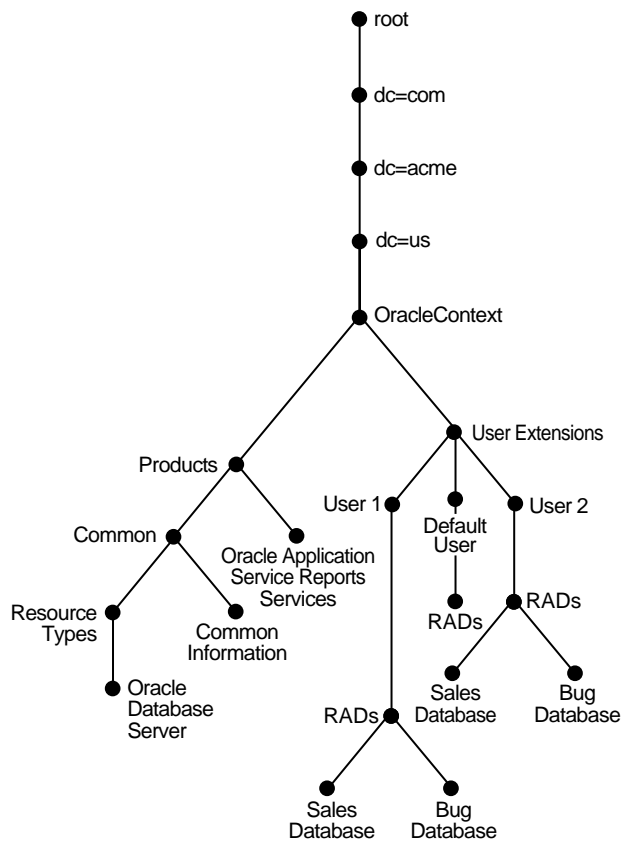 root
dc=com
dc=acme
dc=us
OracleContext
User Extensions
Products
User 1
Default
User
User 2
Common
Oracle Application
Service Reports
Services
Resource
Types
Common
Information
RADs
RADs
Oracle
Database
Server
Sales
Database
Bug
Database
RADs
Sales
Database
Bug
Database